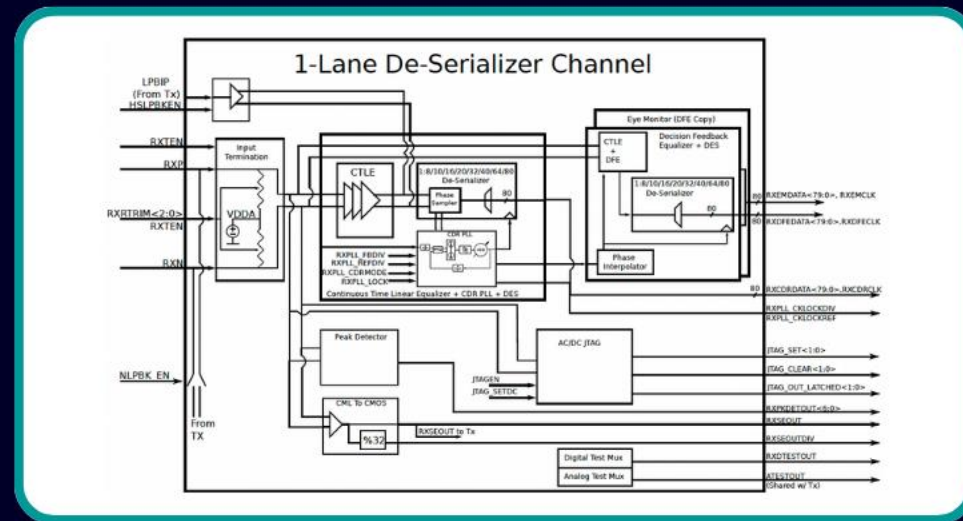 1-Lane De-Serializer Channel
LPBIP
(From Tx)
HSLPBKEN
RXTEN
RXP
RXRTRIM<2:0>
RXTEN
RXN
NLPBK_EN
From
TX
Input
Termination
VDDA
CTLE
1:8/10/16/20/32/40/64/80
De-Serializer
Phase
Sampler
80
CDR PLL
RXPLL_FBDIV
RXPLL_REFDIV
RXPLL_CDRMODE
RXPLL_LOCK
Continuous Time Linear Equalizer + CDR PLL + DES
Eye Monitor (DFE Copy)
Decision Feedback
Equalizer + DES
CTLE
+
DFE
1:8/10/16/20/32/40/64/80
De-Serializer
80
Phase
Interpolator
80
RXEMDATA<79:0>, RXEMCLK
80
RXDFEDATA<79:0>,RXDFECLK
80
RXCDRDATA<79:0>,RXCDRCLK
RXPLL_CKLOCKDIV
RXPLL_CKLOCKREF
Peak Detector
AC/DC JTAG
JTAGEN
JTAG_SETDC
JTAG_SET<1:0>
JTAG_CLEAR<1:0>
JTAG_OUT_LATCHED<1:0>
RXPKDETOUT<6:0>
CML To CMOS
%32
RXSEOUT to Tx
RXSEOUT
RXSEOUTDIV
Digital Test Mux
Analog Test Mux
RXDTESTOUT
ATESTOUT
(Shared w/ Tx)